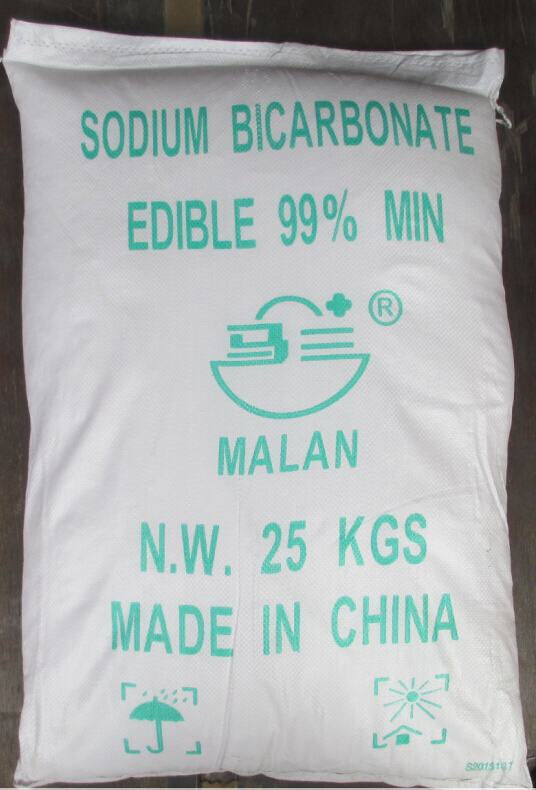 SODIUM BICARBONATE
EDIBLE 99% MIN
®
MALAN
N.W. 25 KGS
MADE IN CHINA